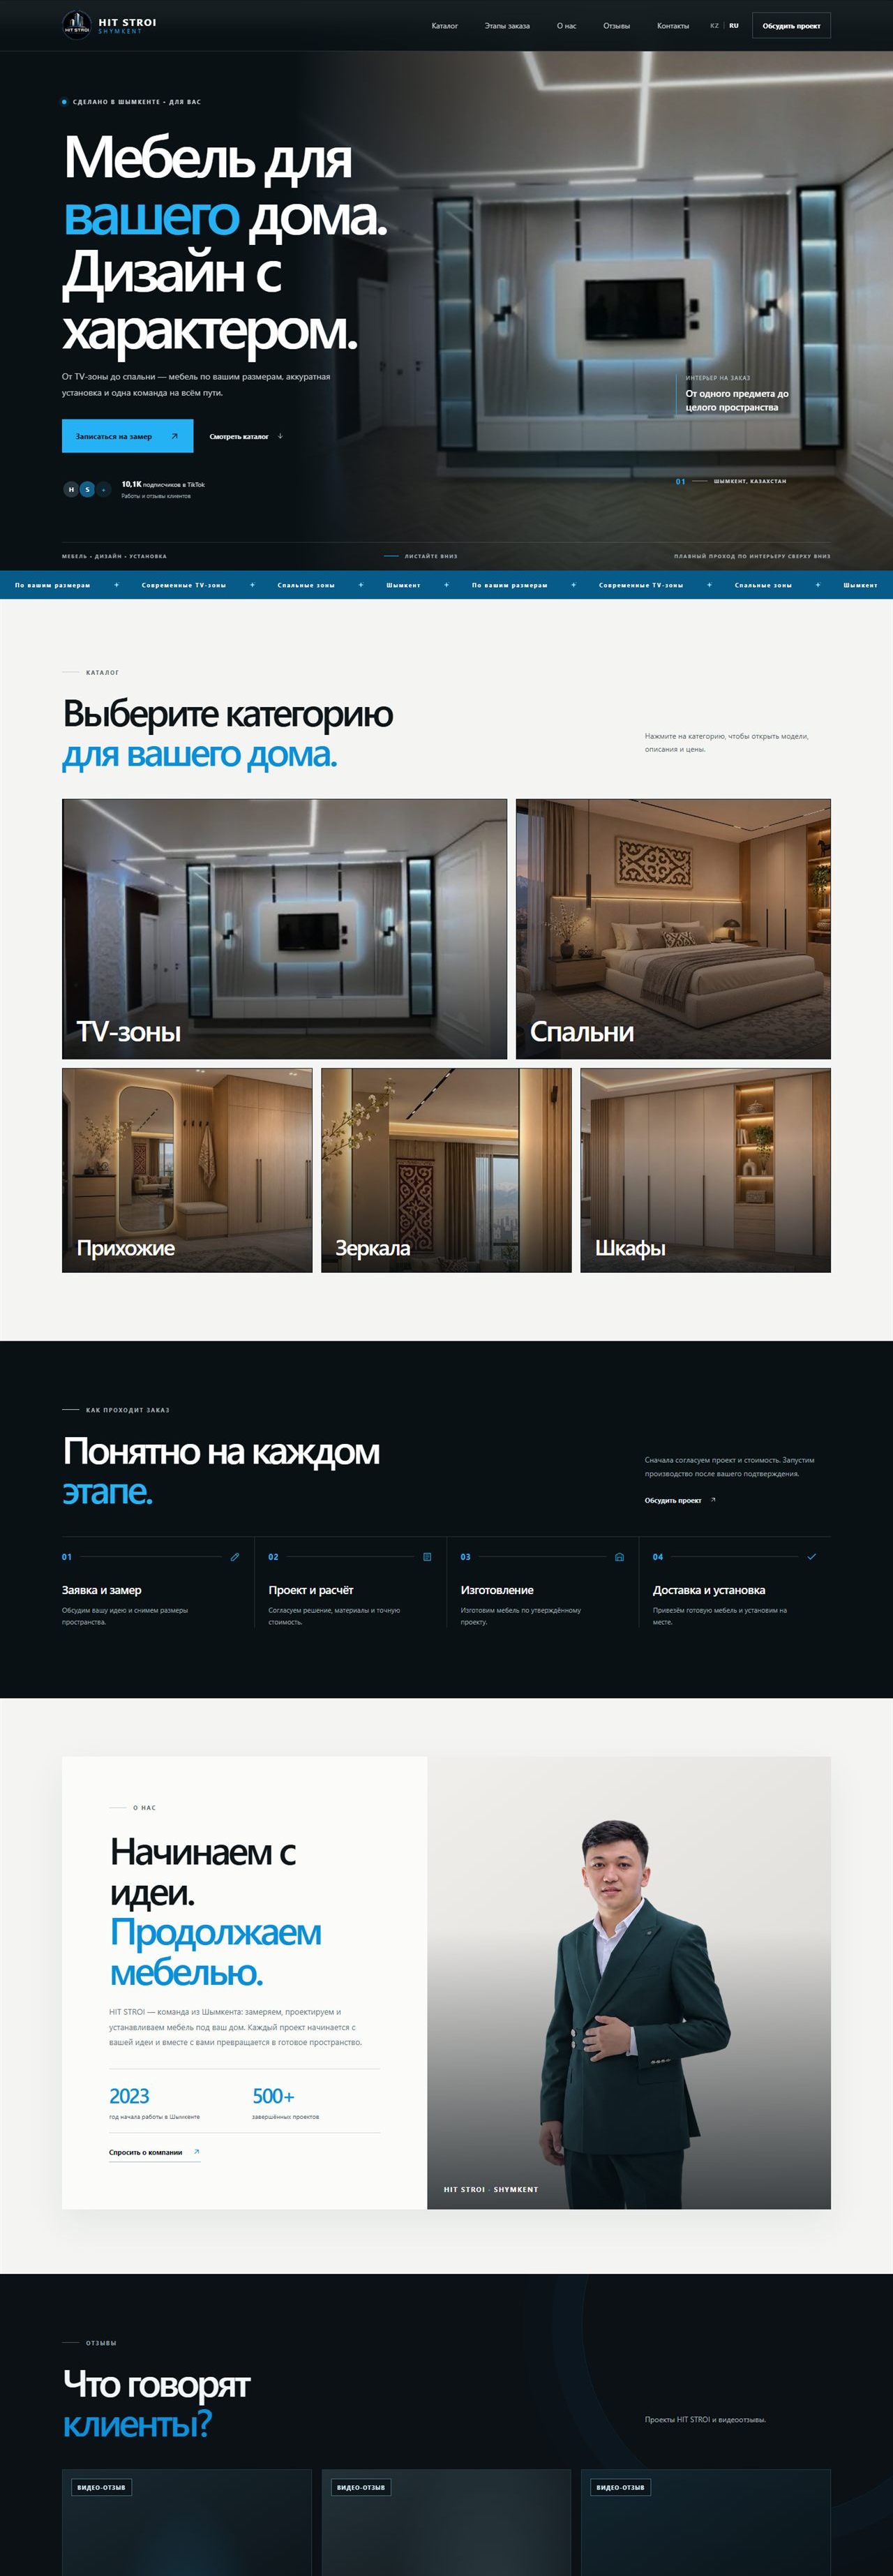 HIT STROI
SHYMKENT
Каталог
Этапы заказа
О нас
Отзывы
Контакты
KZ | RU
Обсудить проект
СДЕЛАНО В ШЫМКЕНТЕ • ДЛЯ ВАС
Мебель для
вашего дома.
Дизайн с
характером.
От TV-зоны до спальни — мебель по вашим размерам, аккуратная
установка и одна команда на всём пути.
Записаться на замер
Смотреть каталог
H S +
10,1K подписчиков в TikTok
Работы и отзывы клиентов
ИНТЕРЬЕР НА ЗАКАЗ
От одного предмета до
целого пространства
01 ШЫМКЕНТ, КАЗАХСТАН
МЕБЕЛЬ • ДИЗАЙН • УСТАНОВКА
ЛИСТАЙТЕ ВНИЗ
ПЛАВНЫЙ ПРОХОД ПО ИНТЕРЬЕРУ СВЕРХУ ВНИЗ
По вашим размерам + Современные TV-зоны + Спальные зоны + Шымкент + По вашим размерам + Современные TV-зоны + Спальные зоны + Шымкент
КАТАЛОГ
Выберите категорию
для вашего дома.
Нажмите на категорию, чтобы открыть модели,
описания и цены.
TV-зоны
Спальни
Прихожие
Зеркала
Шкафы
КАК ПРОХОДИТ ЗАКАЗ
Понятно на каждом
этапе.
Сначала согласуем проект и стоимость. Запустим
производство после вашего подтверждения.
Обсудить проект
01
Заявка и замер
Обсудим вашу идею и снимем размеры
пространства.
02
Проект и расчёт
Согласуем решение, материалы и точную
стоимость.
03
Изготовление
Изготовим мебель по утверждённому
проекту.
04
Доставка и установка
Привезём готовую мебель и установим на
месте.
О НАС
Начинаем с
идеи.
Продолжаем
мебелью.
HIT STROI — команда из Шымкента: замеряем, проектируем и
устанавливаем мебель под ваш дом. Каждый проект начинается с
вашей идеи и вместе с вами превращается в готовое пространство.
2023
год начала работы в Шымкенте
500+
завершённых проектов
Спросить о компании
HIT STROI · SHYMKENT
ОТЗЫВЫ
Что говорят
клиенты?
Проекты HIT STROI и видеоотзывы.
ВИДЕО-ОТЗЫВ
ВИДЕО-ОТЗЫВ
ВИДЕО-ОТЗЫВ